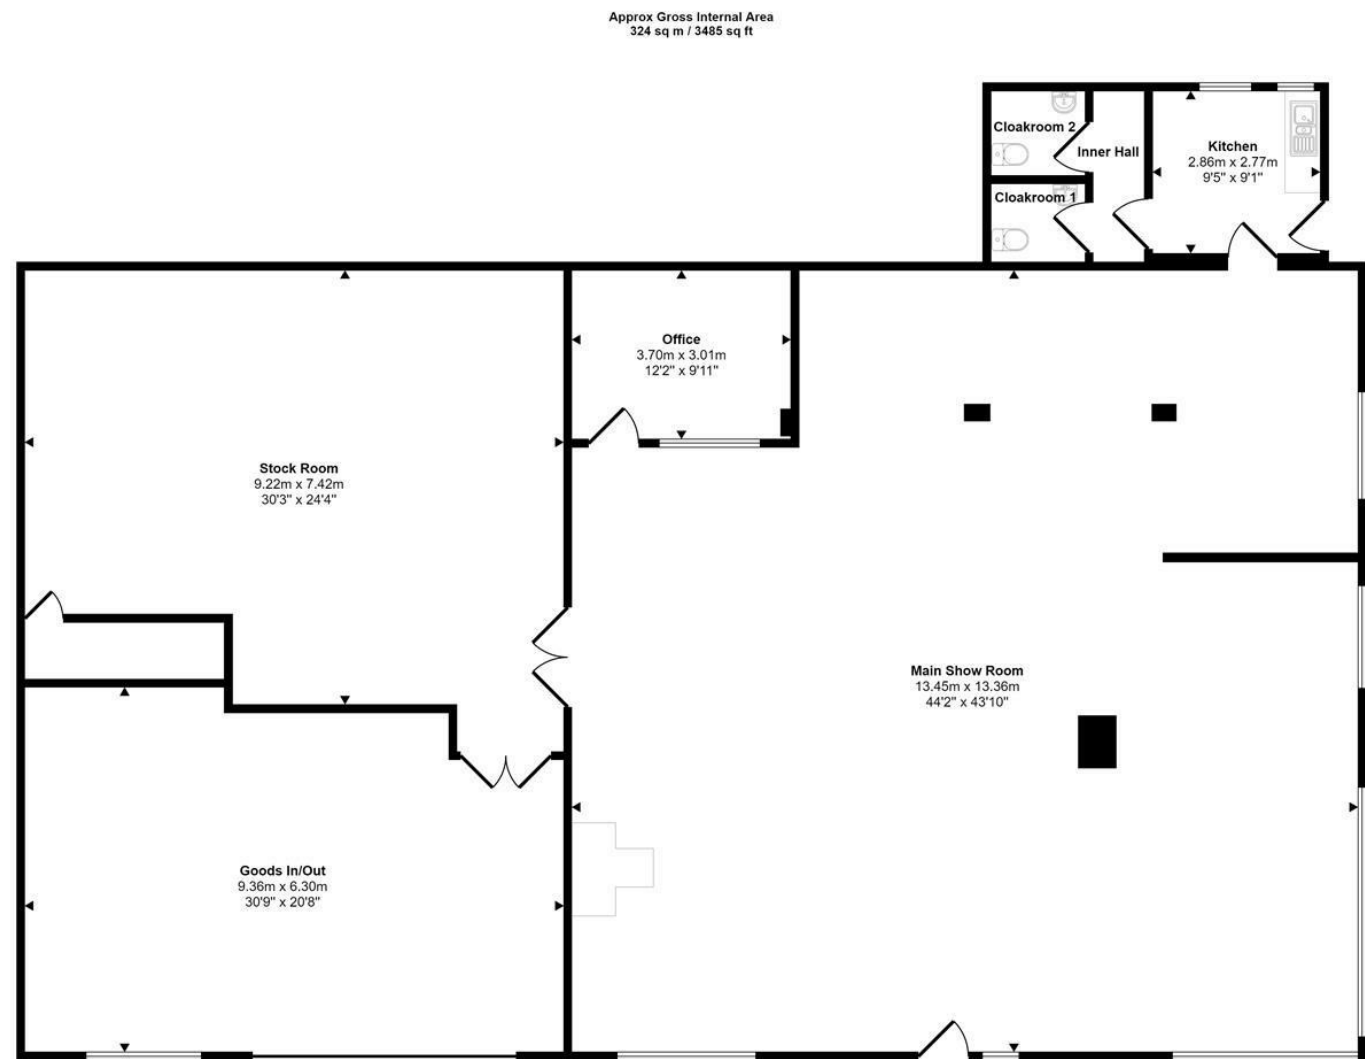 Approx Gross Internal Area
324 sq m / 3485 sq ft
Cloakroom 2
Inner Hall
Kitchen
2.86m x 2.77m
9'5" x 9'1"
Cloakroom 1
Office
3.70m x 3.01m
12'2" x 9'11"
Stock Room
9.22m x 7.42m
30'3" x 24'4"
Main Show Room
13.45m x 13.36m
44'2" x 43'10"
Goods In/Out
9.36m x 6.30m
30'9" x 20'8"